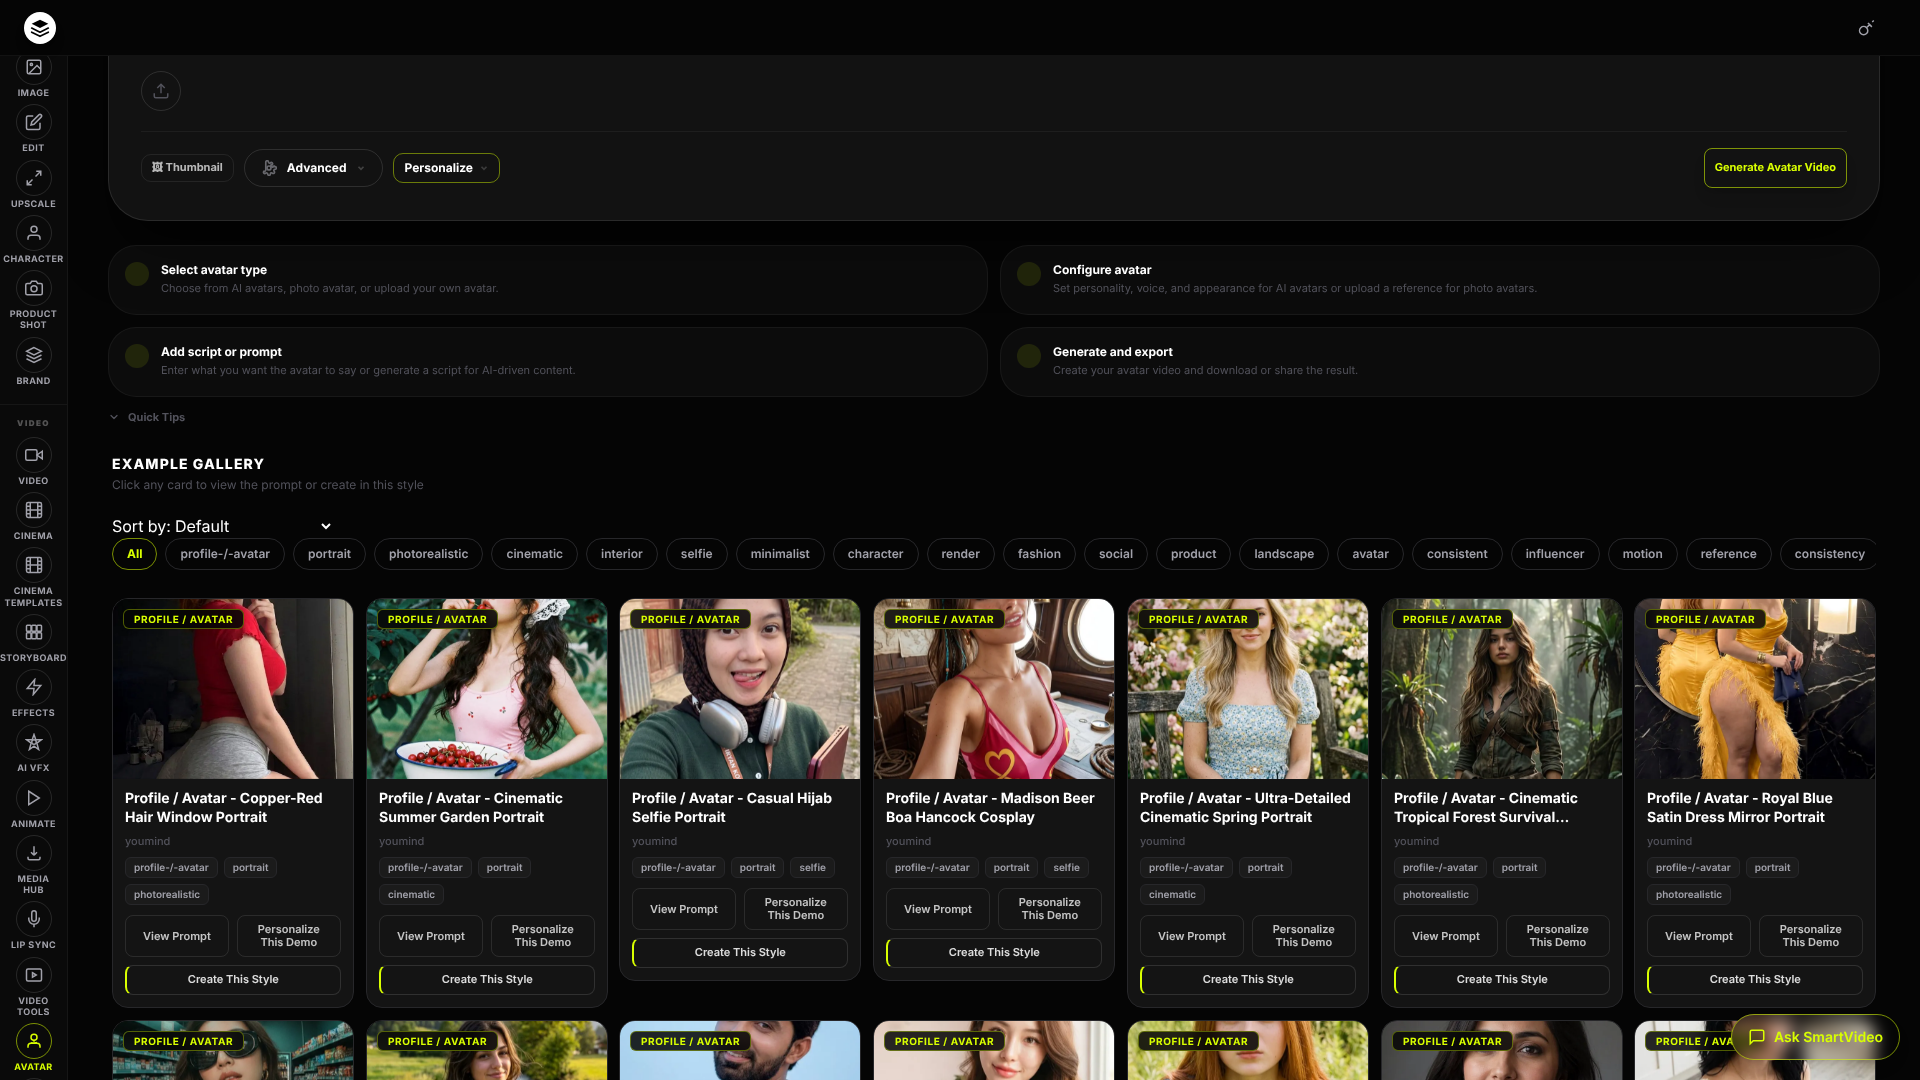 IMAGE
EDIT
UPSCALE
CHARACTER
PRODUCT
SHOT
BRAND
VIDEO
VIDEO
CINEMA
CINEMA
TEMPLATES
STORYBOARD
EFFECTS
AI VFX
ANIMATE
MEDIA
HUB
LIP SYNC
VIDEO
TOOLS
AVATAR
Thumbnail
Advanced
Personalize
Generate Avatar Video
Select avatar type
Choose from AI avatars, photo avatar, or upload your own avatar.
Configure avatar
Set personality, voice, and appearance for AI avatars or upload a reference for photo avatars.
Add script or prompt
Enter what you want the avatar to say or generate a script for AI-driven content.
Generate and export
Create your avatar video and download or share the result.
Quick Tips
EXAMPLE GALLERY
Click any card to view the prompt or create in this style
Sort by: Default
All
profile-/-avatar
portrait
photorealistic
cinematic
interior
selfie
minimalist
character
render
fashion
social
product
landscape
avatar
consistent
influencer
motion
reference
consistency
PROFILE / AVATAR
Profile / Avatar - Copper-Red
Hair Window Portrait
youmind
profile-/-avatar
portrait
photorealistic
View Prompt
Personalize
This Demo
Create This Style
PROFILE / AVATAR
Profile / Avatar - Cinematic
Summer Garden Portrait
youmind
profile-/-avatar
portrait
cinematic
View Prompt
Personalize
This Demo
Create This Style
PROFILE / AVATAR
Profile / Avatar - Casual Hijab
Selfie Portrait
youmind
profile-/-avatar
portrait
selfie
View Prompt
Personalize
This Demo
Create This Style
PROFILE / AVATAR
Profile / Avatar - Madison Beer
Boa Hancock Cosplay
youmind
profile-/-avatar
portrait
selfie
View Prompt
Personalize
This Demo
Create This Style
PROFILE / AVATAR
Profile / Avatar - Ultra-Detailed
Cinematic Spring Portrait
youmind
profile-/-avatar
portrait
cinematic
View Prompt
Personalize
This Demo
Create This Style
PROFILE / AVATAR
Profile / Avatar - Cinematic
Tropical Forest Survival...
youmind
profile-/-avatar
portrait
photorealistic
View Prompt
Personalize
This Demo
Create This Style
PROFILE / AVATAR
Profile / Avatar - Royal Blue
Satin Dress Mirror Portrait
youmind
profile-/-avatar
portrait
photorealistic
View Prompt
Personalize
This Demo
Create This Style
PROFILE / AVATAR
PROFILE / AVATAR
PROFILE / AVATAR
PROFILE / AVATAR
PROFILE / AVATAR
PROFILE / AVATAR
PROFILE /
Ask SmartVideo